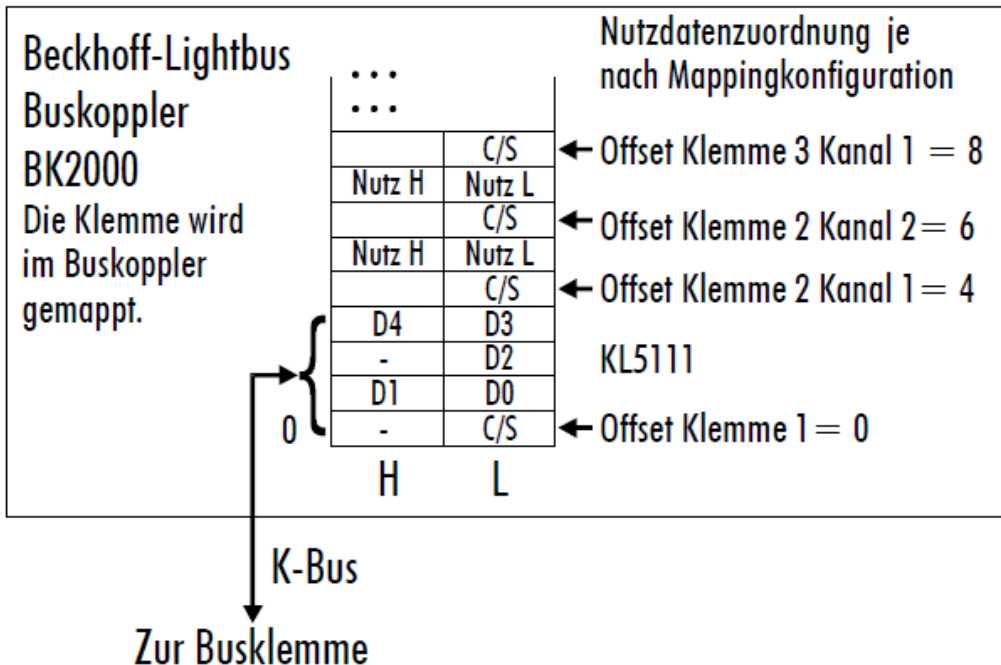 Beckhoff-Lightbus
Buskoppler
BK2000
Die Klemme wird
im Buskoppler
gemappt.
Nutzdatenzuordnung je
nach Mappingkonfiguration
...
...
C/S
Offset Klemme 3 Kanal 1 = 8
Nutz H Nutz L
C/S
Offset Klemme 2 Kanal 2= 6
Nutz H Nutz L
C/S
Offset Klemme 2 Kanal 1= 4
D4 D3
- D2
KL5111
D1 D0
0 - C/S
Offset Klemme 1= 0
H L
K-Bus
Zur Busklemme